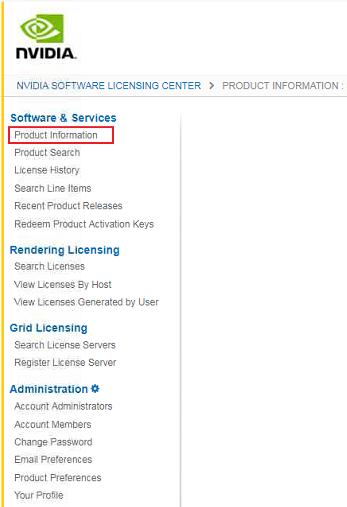 NVIDIA.
NVIDIA SOFTWARE LICENSING CENTER > PRODUCT INFORMATION :
Software & Services
Product Information
Product Search
License History
Search Line Items
Recent Product Releases
Redeem Product Activation Keys
Rendering Licensing
Search Licenses
View Licenses By Host
View Licenses Generated by User
Grid Licensing
Search License Servers
Register License Server
Administration
Account Administrators
Account Members
Change Password
Email Preferences
Product Preferences
Your Profile